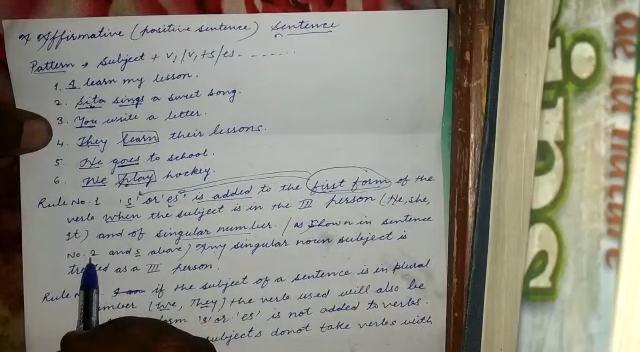 A Affirmative (positive sentence) Sentence
Pattern → Subject + V1/V1+s/es- - - - - - -
1. I learn my lesson.
2. Sita sings a sweet song.
3. You write a letter.
4. They learn their lessons.
5. He goes to school.
6. We play hockey.
Rule No. 1 's' or 'es' is added to the first form of the
verb when the subject is in the III person (He, she,
It) and of singular number. (as shown in sentence
No. 2 and 5 above) Any singular noun subject is
treated as a III person.
Rule if the subject of a sentence is in plural
number (We, They) the verb used will also be
's' or 'es' is not added to verbs.
subjects donot take verbs with